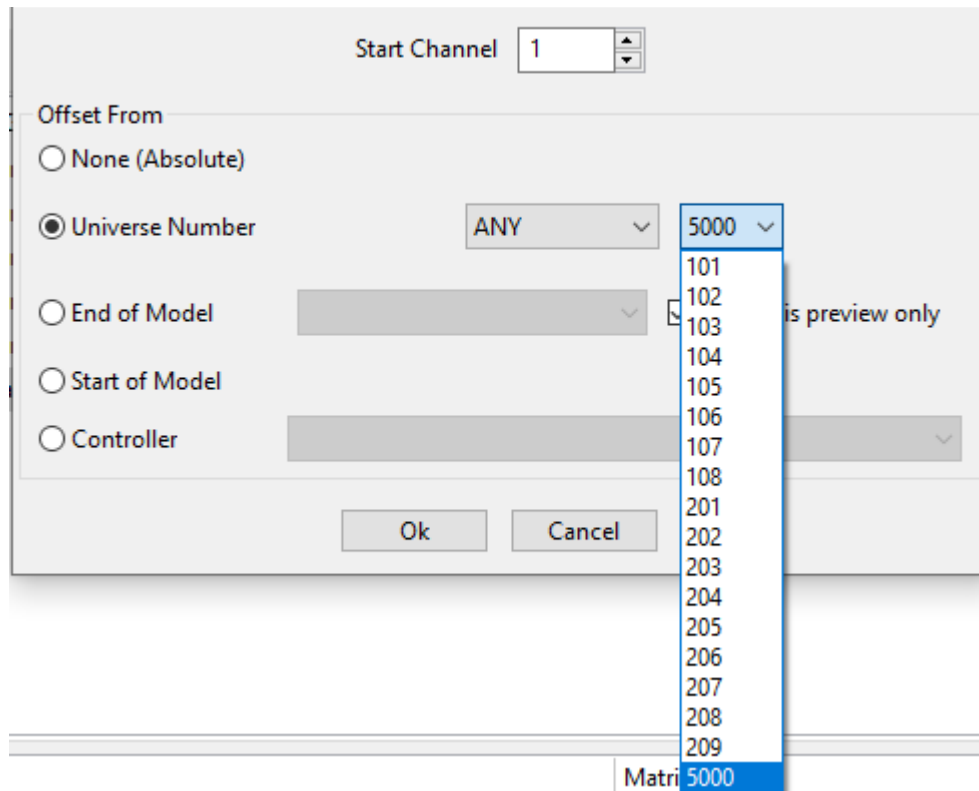 Start Channel 1
Offset From
None (Absolute)
Universe Number ANY 5000
101
102
End of Model is preview only
103
104
105
Start of Model
106
107
Controller
108
201
202
Ok Cancel
203
204
205
206
207
208
209
Matri 5000